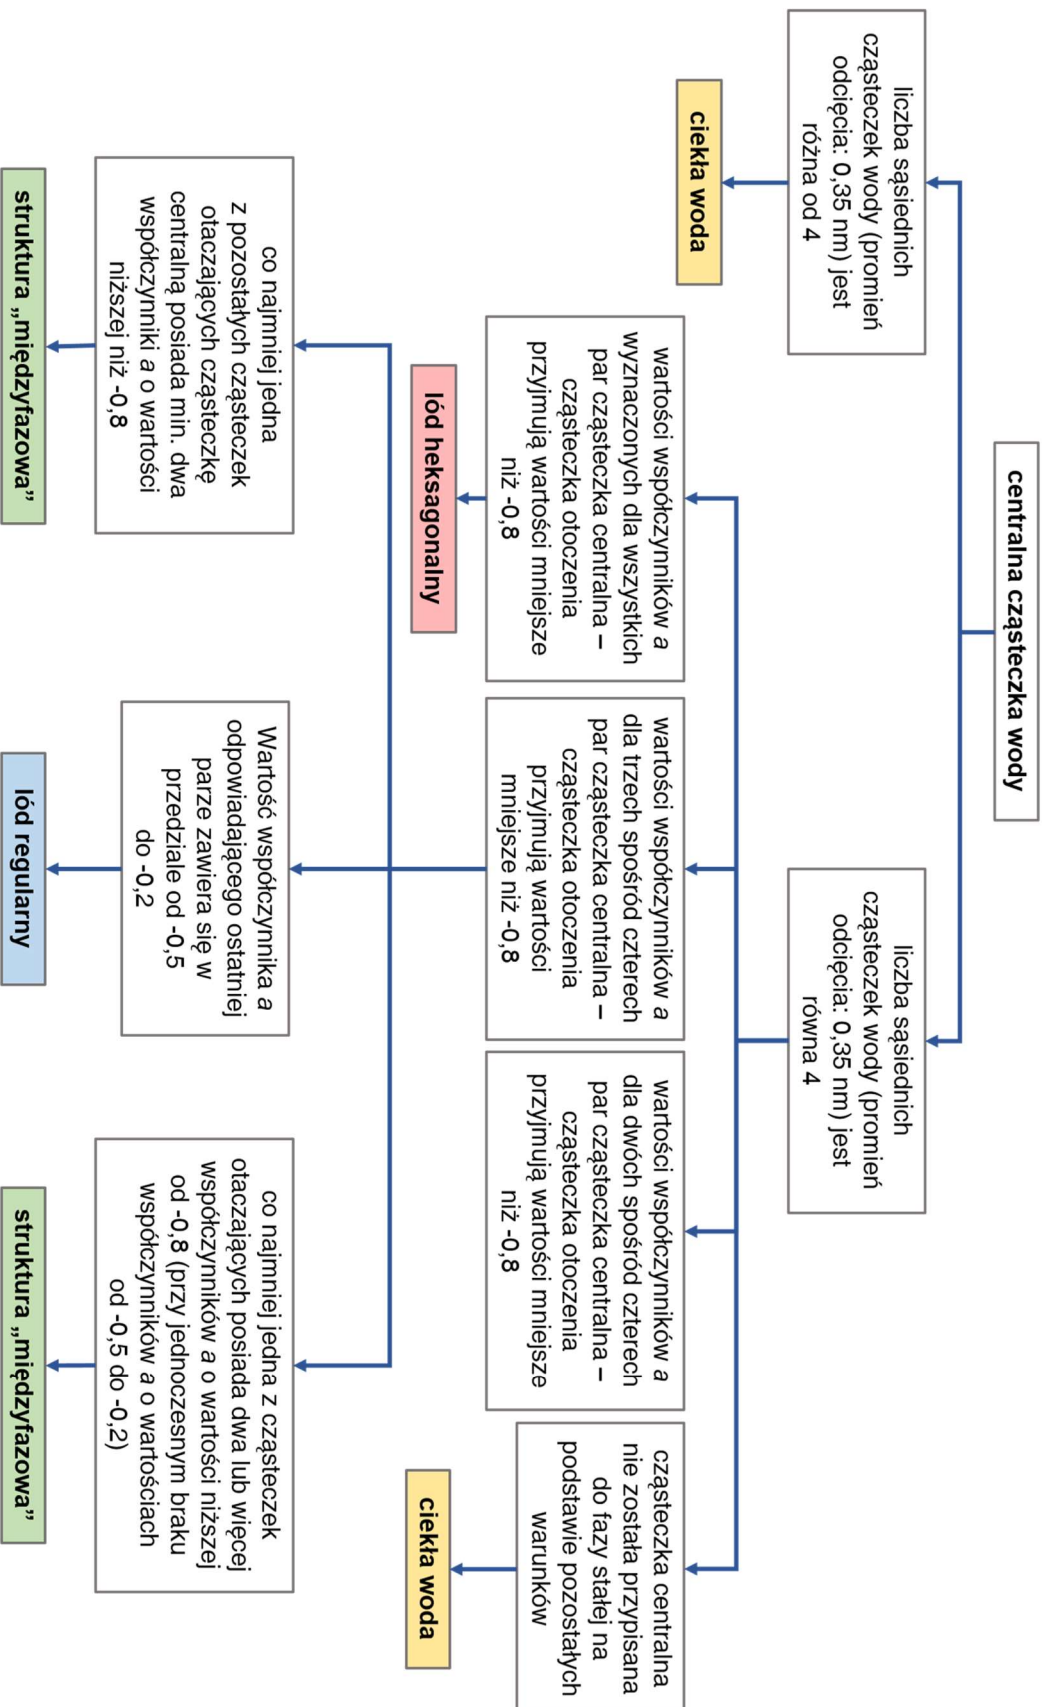 centralna cząsteczka wody
liczba sąsiednich
cząsteczek wody (promień
odcięcia: 0,35 nm) jest
różna od 4
liczba sąsiednich
cząsteczek wody (promień
odcięcia: 0,35 nm) jest
równa 4
ciekła woda
wartości współczynników a
wyznaczonych dla wszystkich
par cząsteczka centralna –
cząsteczka otoczenia
przyjmują wartości mniejsze
niż -0,8
wartości współczynników a
dla trzech spośród czterech
par cząsteczka centralna –
cząsteczka otoczenia
przyjmują wartości
mniejsze niż -0,8
wartości współczynników a
dla dwóch spośród czterech
par cząsteczka centralna –
cząsteczka otoczenia
przyjmują wartości mniejsze
niż -0,8
cząsteczka centralna
nie została przypisana
do fazy stałej na
podstawie pozostałych
warunków
lód heksagonalny
ciekła woda
co najmniej jedna
z pozostałych cząsteczek
otaczających cząsteczkę
centralną posiada min. dwa
współczynniki a o wartości
niższej niż -0,8
Wartość współczynnika a
odpowiadającego ostatniej
parze zawiera się w
przedziale od -0,5
do -0,2
co najmniej jedna z cząsteczek
otaczających posiada dwa lub więcej
współczynników a o wartości niższej
od -0,8 (przy jednoczesnym braku
współczynników a o wartościach
od -0,5 do -0,2)
struktura „międzyfazowa”
lód regularny
struktura „międzyfazowa”